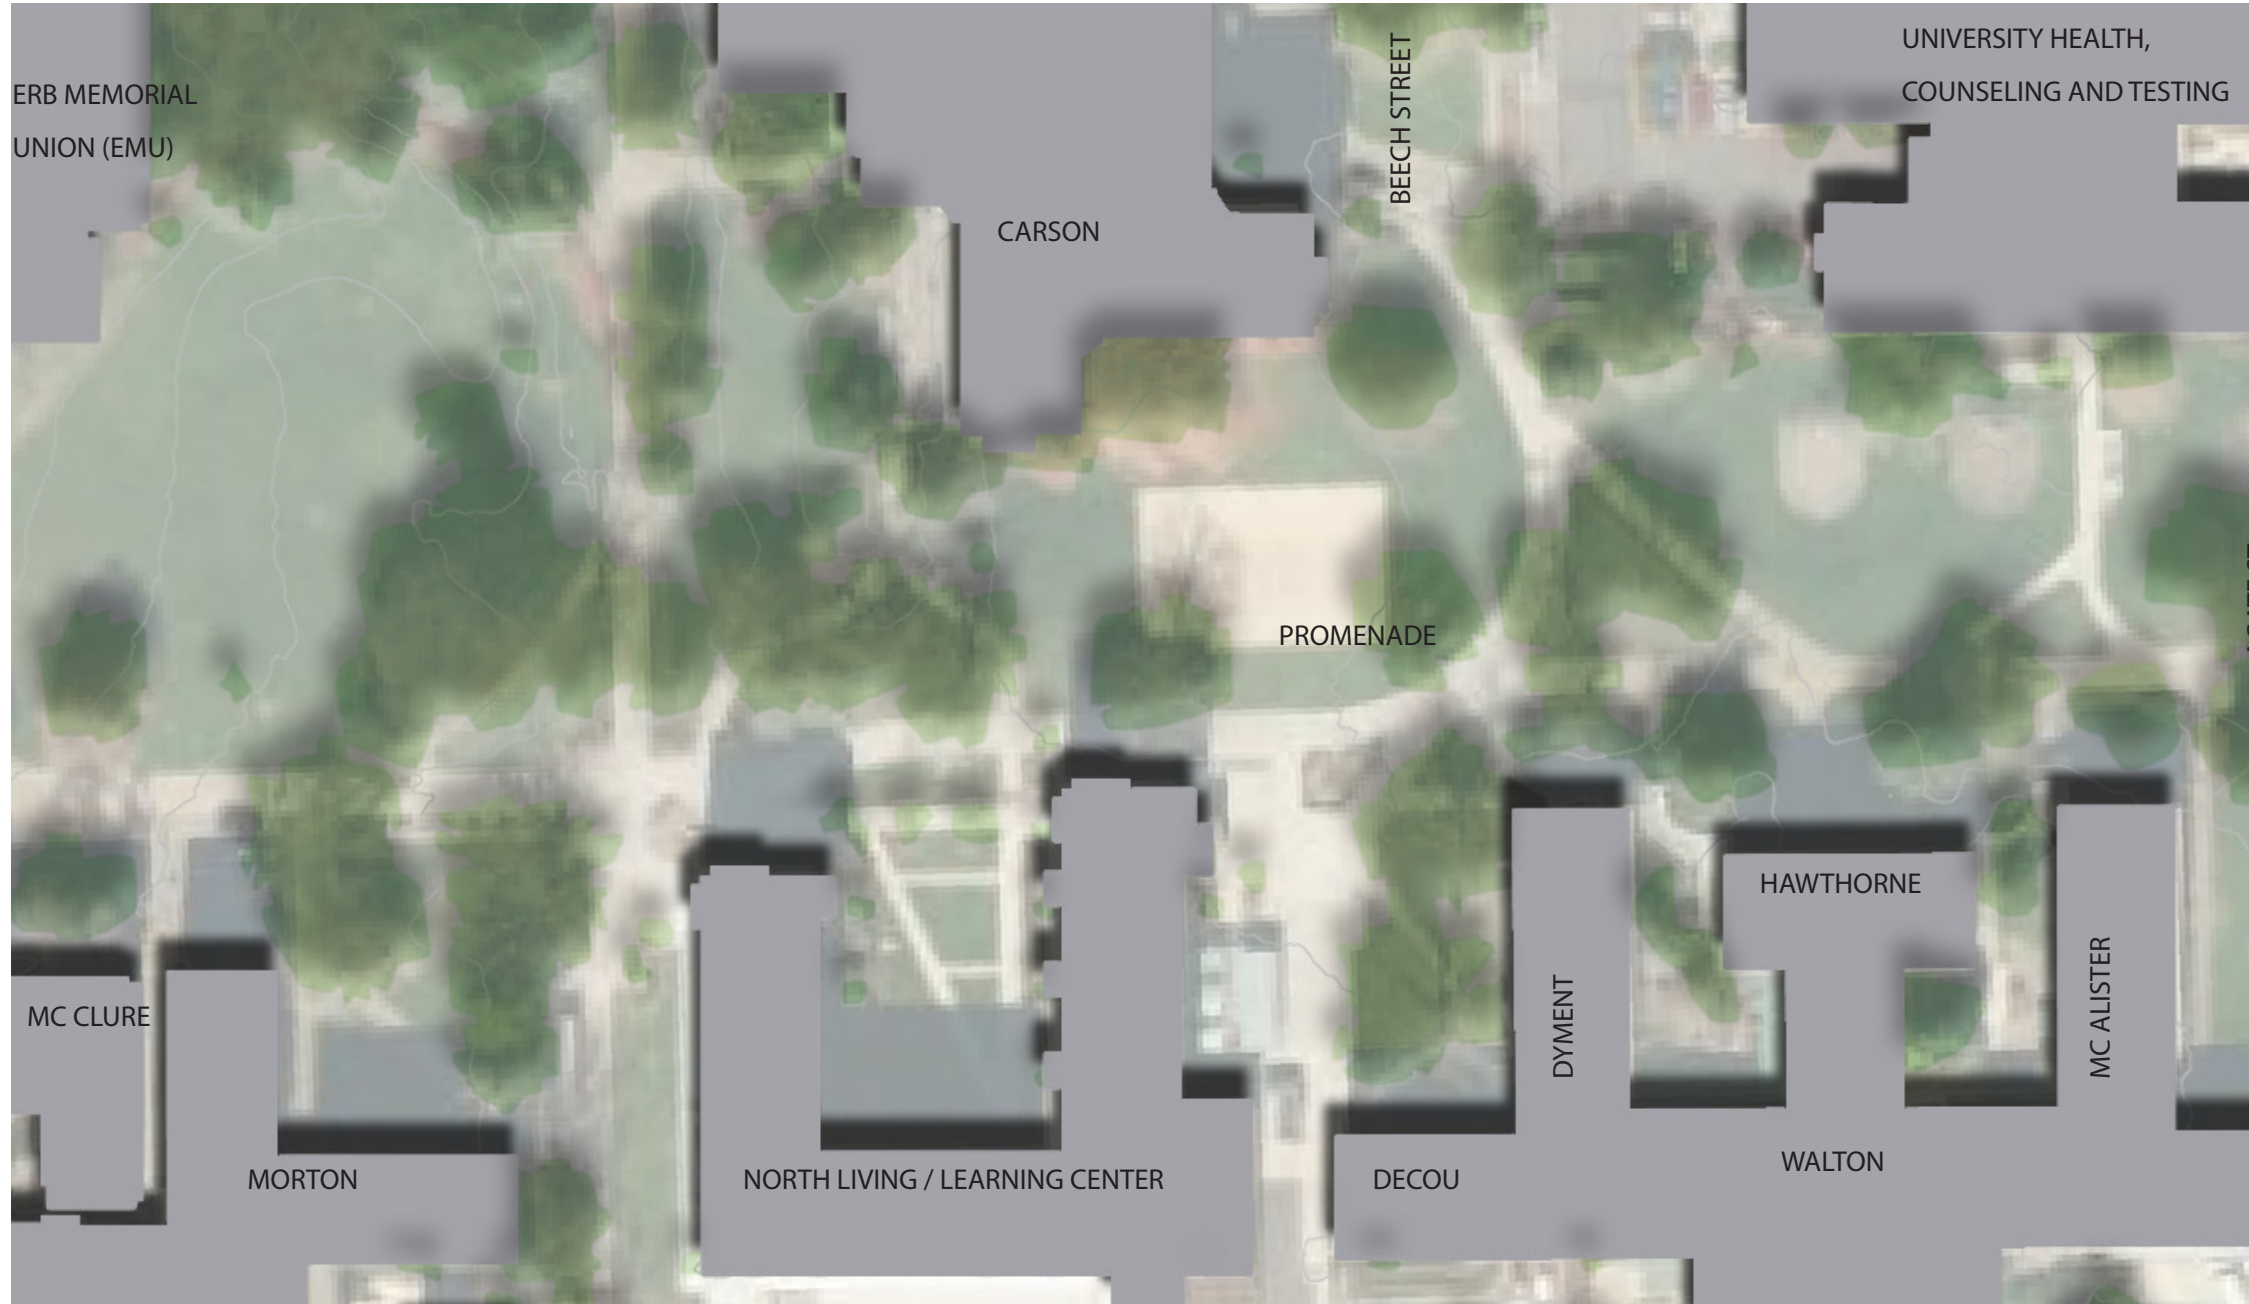 ERB MEMORIAL
UNION (EMU)
BEECH STREET
UNIVERSITY HEALTH,
COUNSELING AND TESTING
CARSON
PROMENADE
HAWTHORNE
MC CLURE
DYMENT
MC ALISTER
MORTON
NORTH LIVING / LEARNING CENTER
DECOU
WALTON